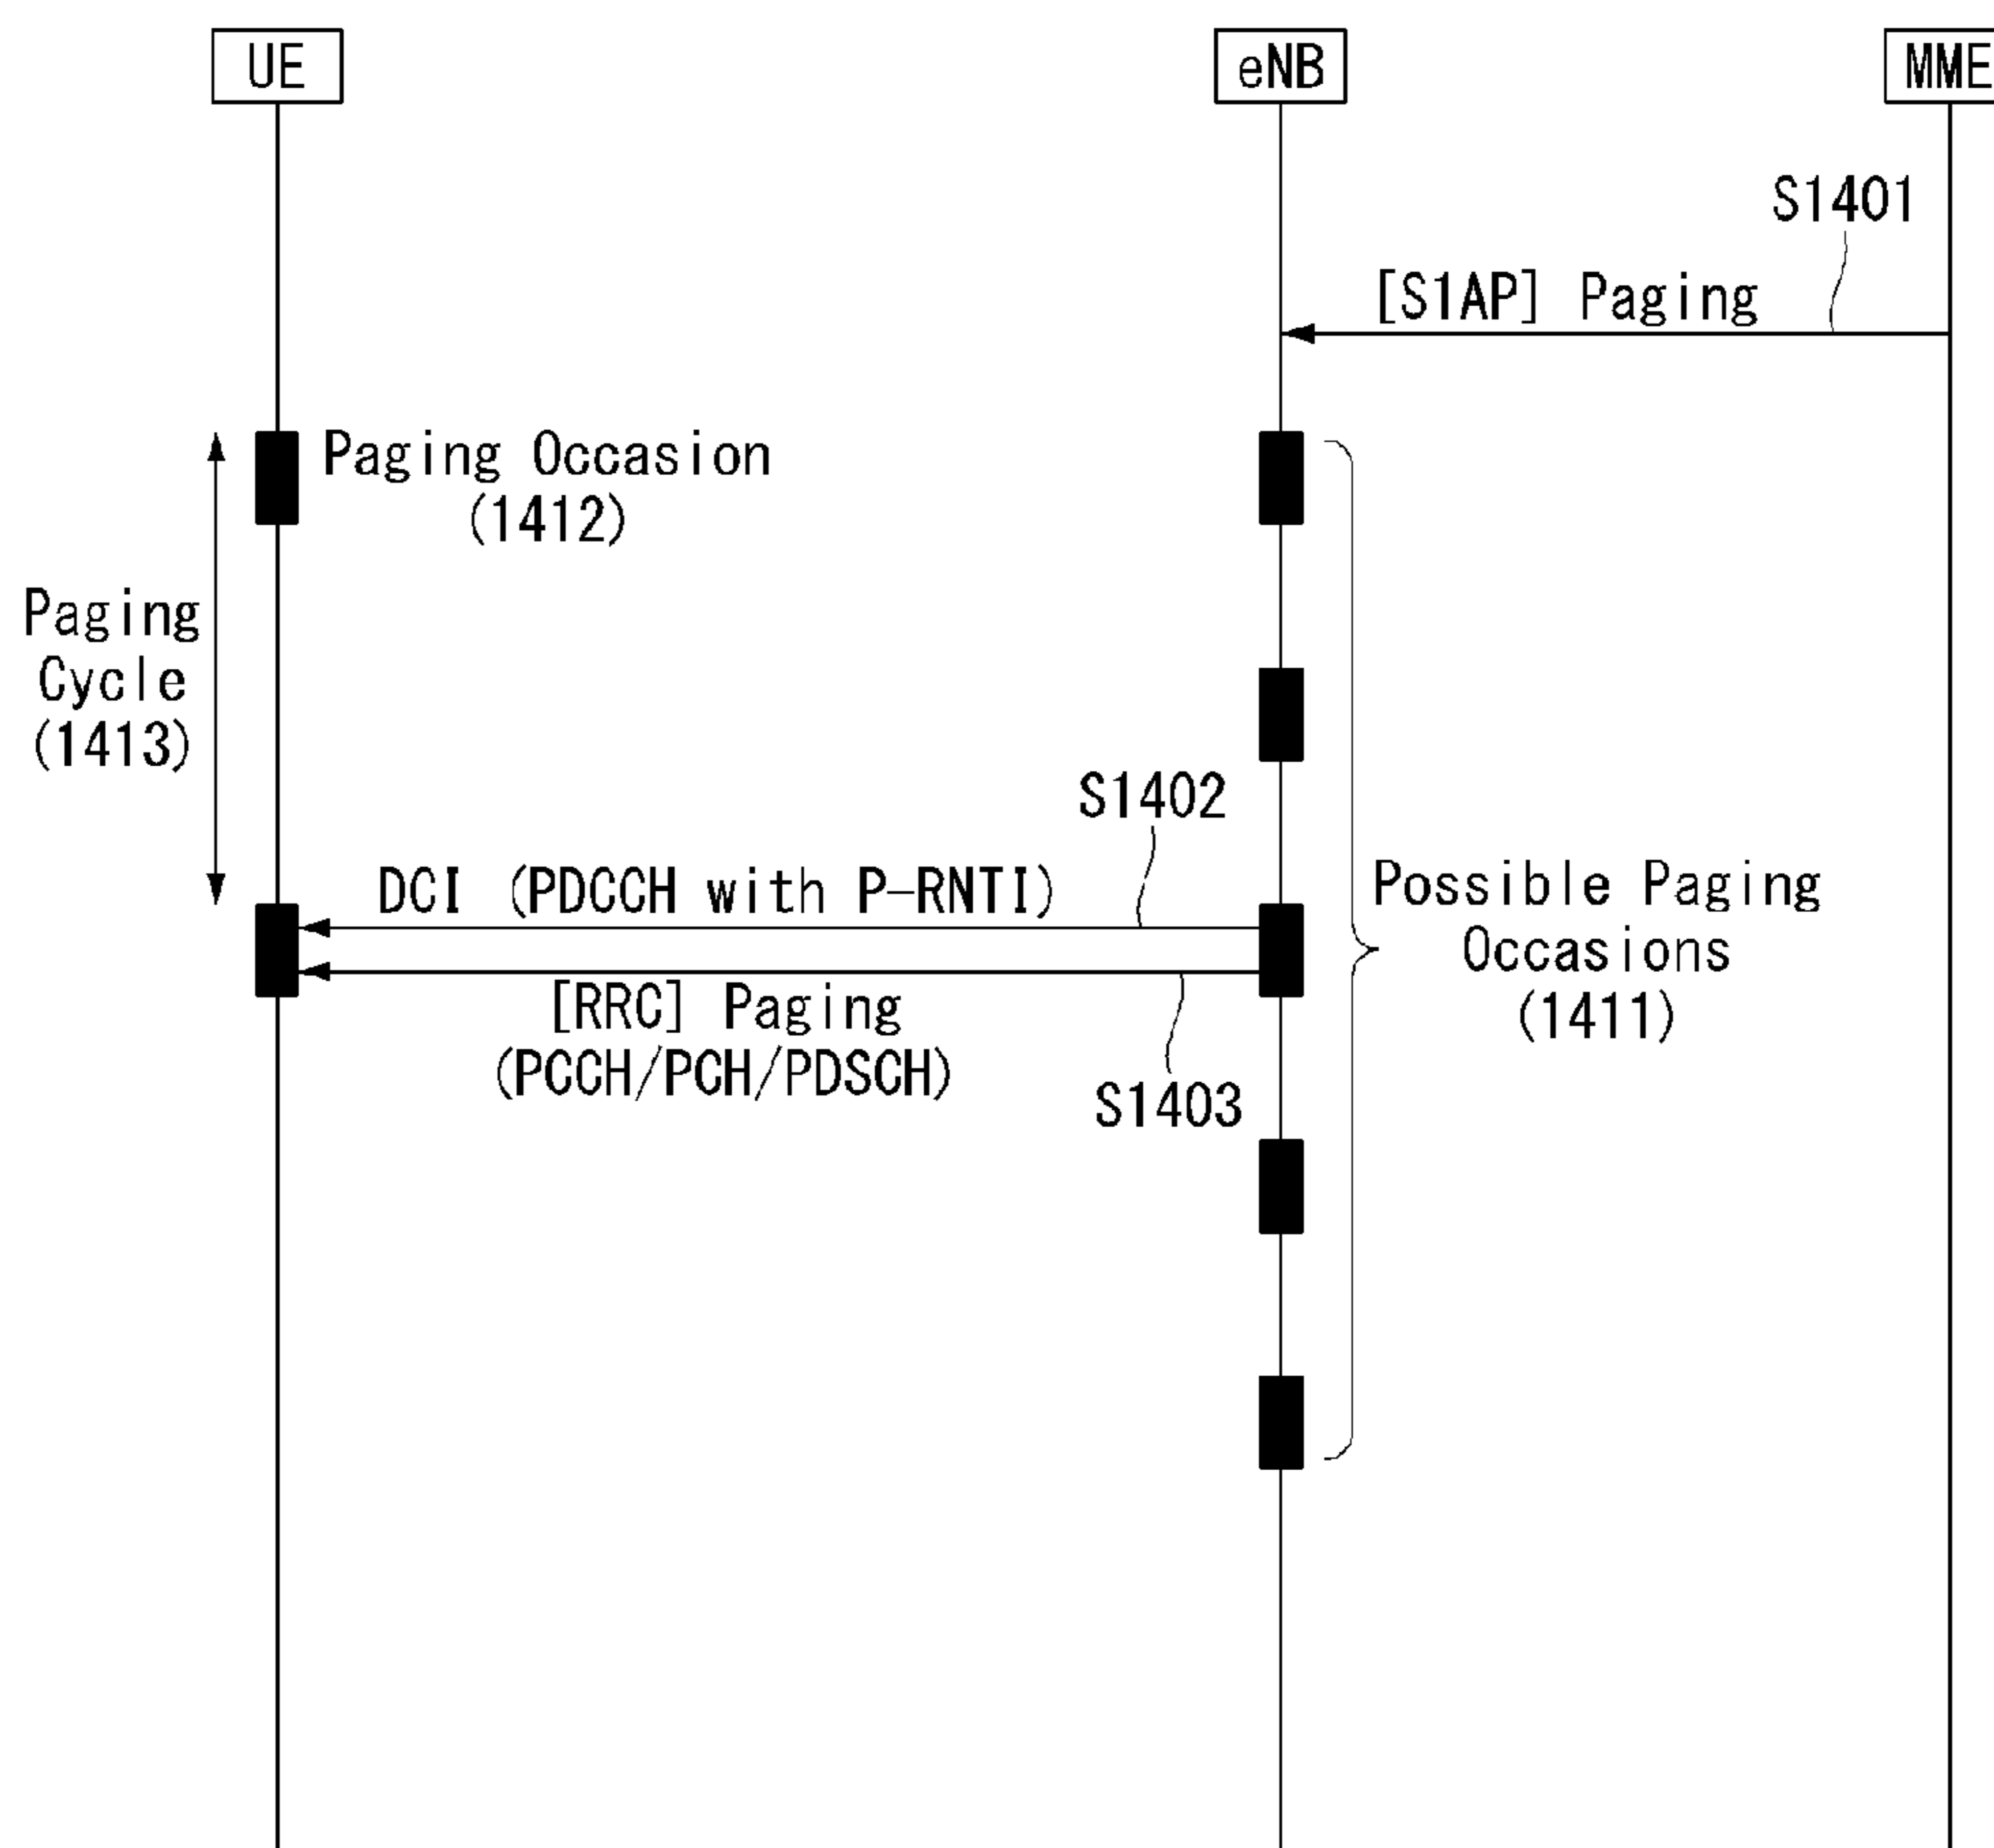 UE
eNB
MME
S1401
[S1AP] Paging
Paging Occasion
(1412)
Paging
Cycle
(1413)
S1402
DCI (PDCCH with P-RNTI)
Possible Paging
Occasions
(1411)
[RRC] Paging
(PCCH/PCH/PDSCH)
S1403